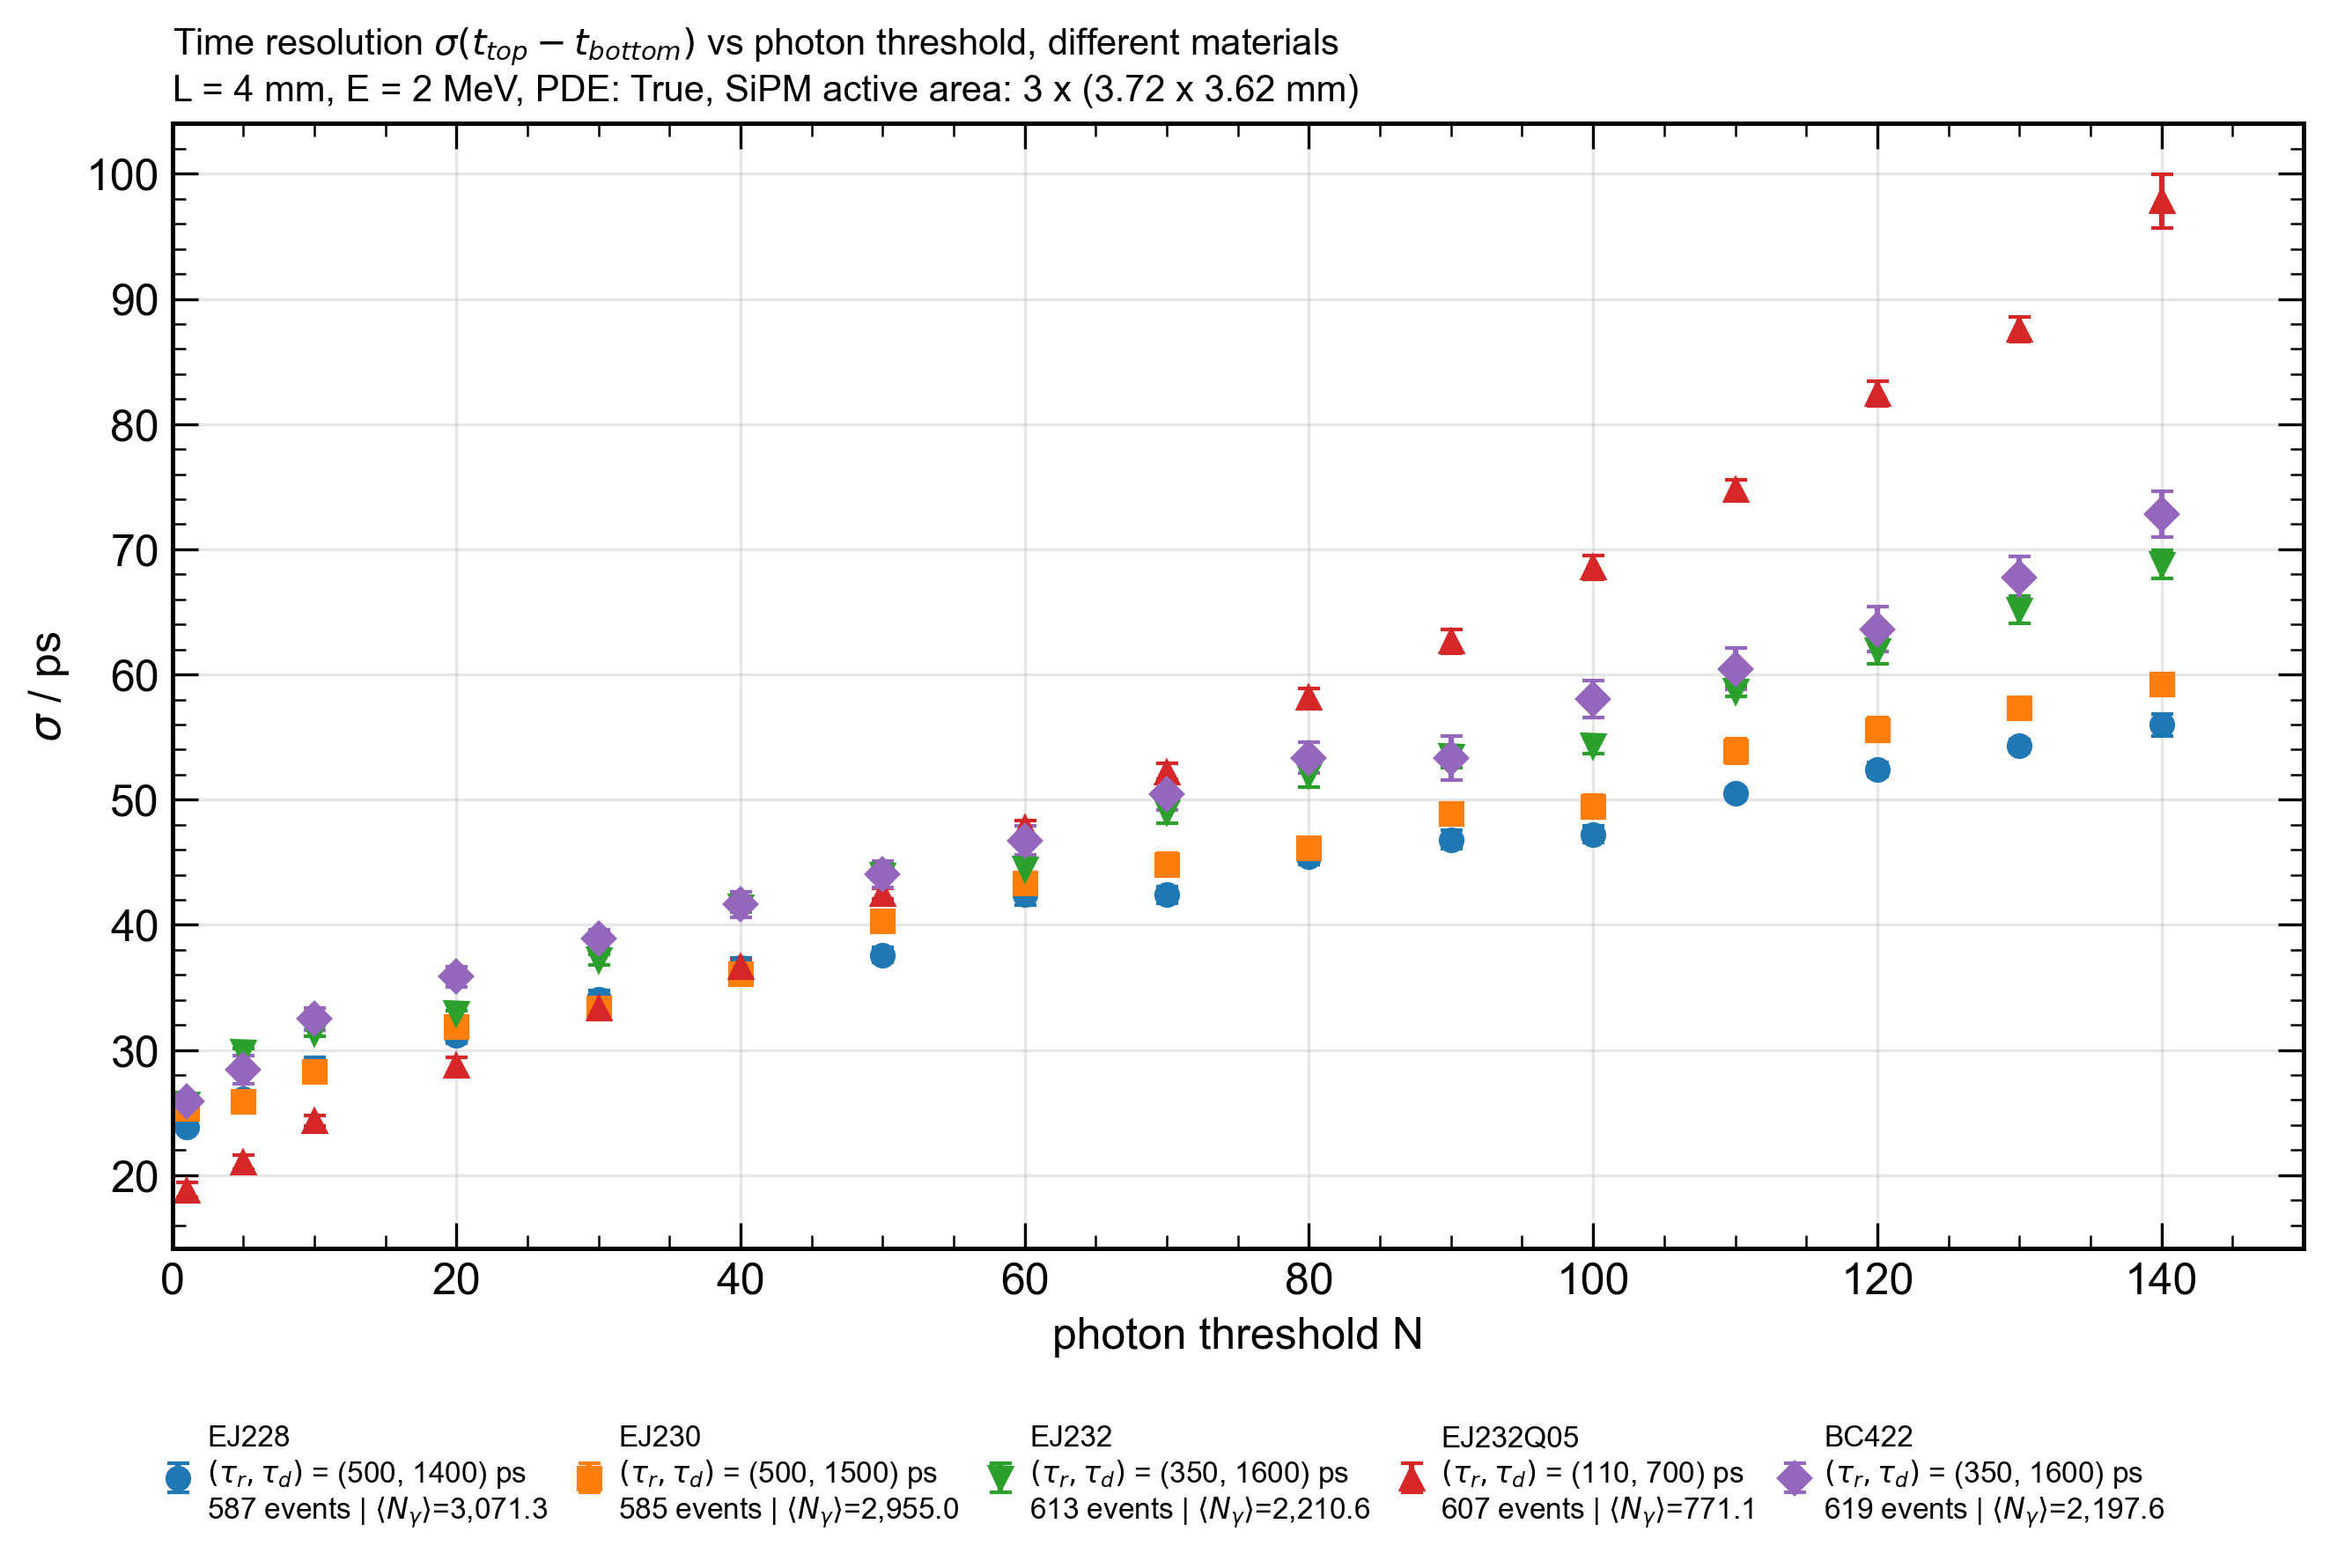 Time resolution σ(t_top − t_bottom) vs photon threshold, different materials
L = 4 mm, E = 2 MeV, PDE: True, SiPM active area: 3 x (3.72 x 3.62 mm)
100
90
80
70
60
50
40
30
20
σ / ps
0 20 40 60 80 100 120 140
photon threshold N
EJ228
(τ_r, τ_d) = (500, 1400) ps
587 events | ⟨N_γ⟩=3,071.3
EJ230
(τ_r, τ_d) = (500, 1500) ps
585 events | ⟨N_γ⟩=2,955.0
EJ232
(τ_r, τ_d) = (350, 1600) ps
613 events | ⟨N_γ⟩=2,210.6
EJ232Q05
(τ_r, τ_d) = (110, 700) ps
607 events | ⟨N_γ⟩=771.1
BC422
(τ_r, τ_d) = (350, 1600) ps
619 events | ⟨N_γ⟩=2,197.6